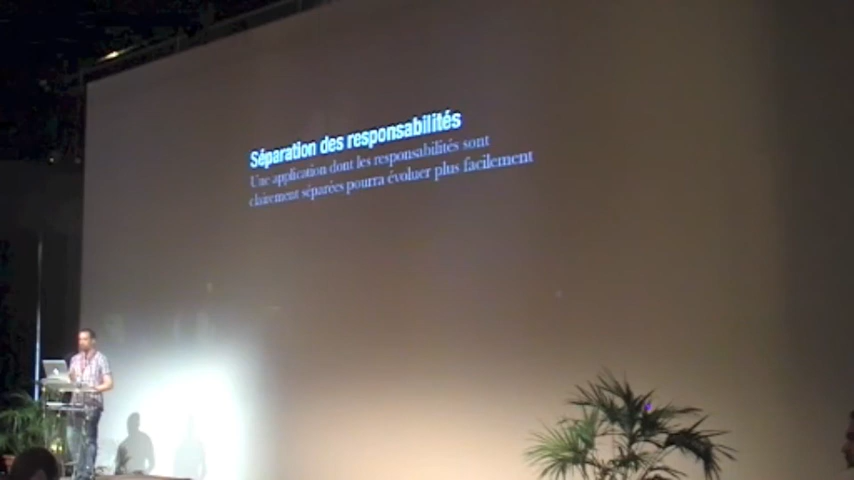 Séparation des responsabilités
Une application dont les responsabilités sont
clairement séparées pourra évoluer plus facilement